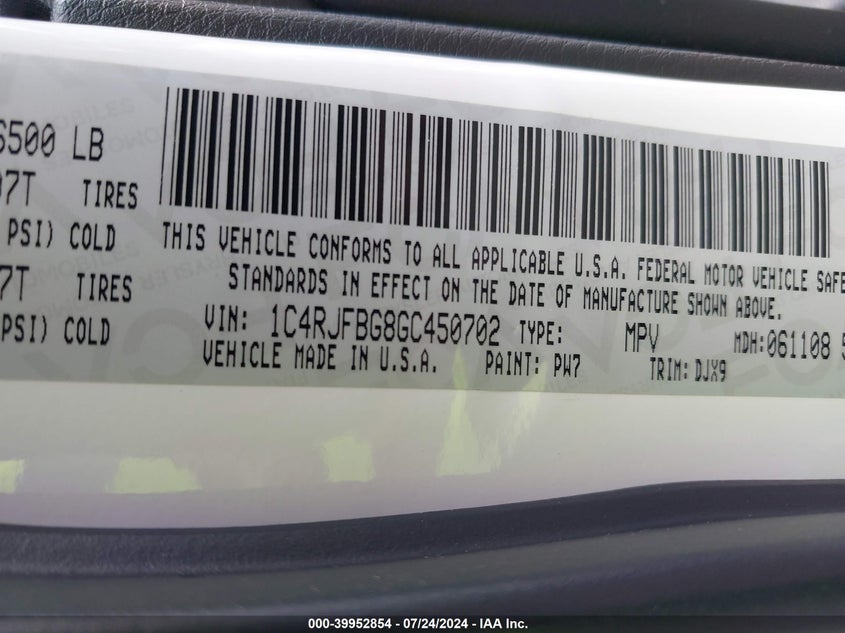 6500 LB
7T TIRES
PSI) COLD
7T TIRES
PSI) COLD
THIS VEHICLE CONFORMS TO ALL APPLICABLE U.S.A. FEDERAL MOTOR VEHICLE SAFE
STANDARDS IN EFFECT ON THE DATE OF MANUFACTURE SHOWN ABOVE.
VIN: 1C4RJFBG8GC450702 TYPE: MPV MDH:061108 5
VEHICLE MADE IN U.S.A. PAINT: PW7 TRIM: DJX9
000-39952854 - 07/24/2024 - IAA Inc.